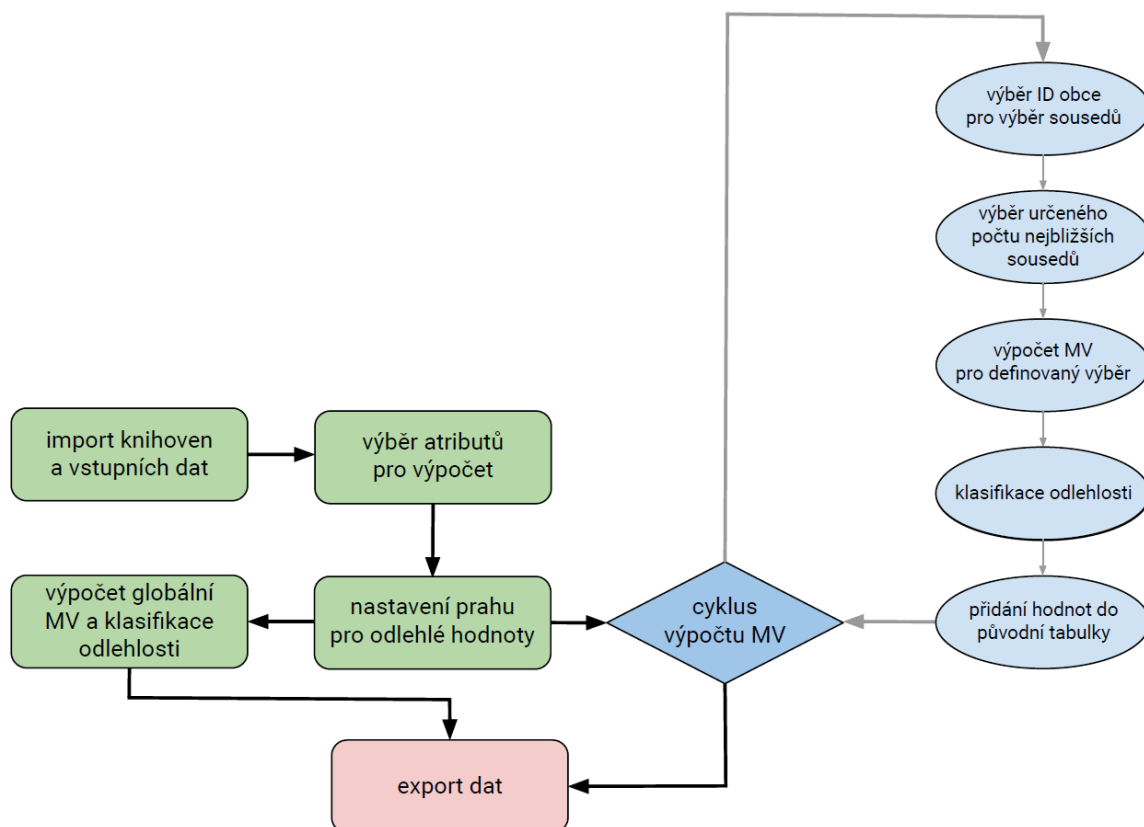 výběr ID obce
pro výběr sousedů
výběr určeného
počtu nejbližších
sousedů
výpočet MV
pro definovaný výběr
import knihoven
a vstupních dat
výběr atributů
pro výpočet
klasifikace odlehlosti
výpočet globální
MV a klasifikace
odlehlosti
nastavení prahu
pro odlehlé hodnoty
cyklus
výpočtu MV
přidání hodnot do
původní tabulky
export dat